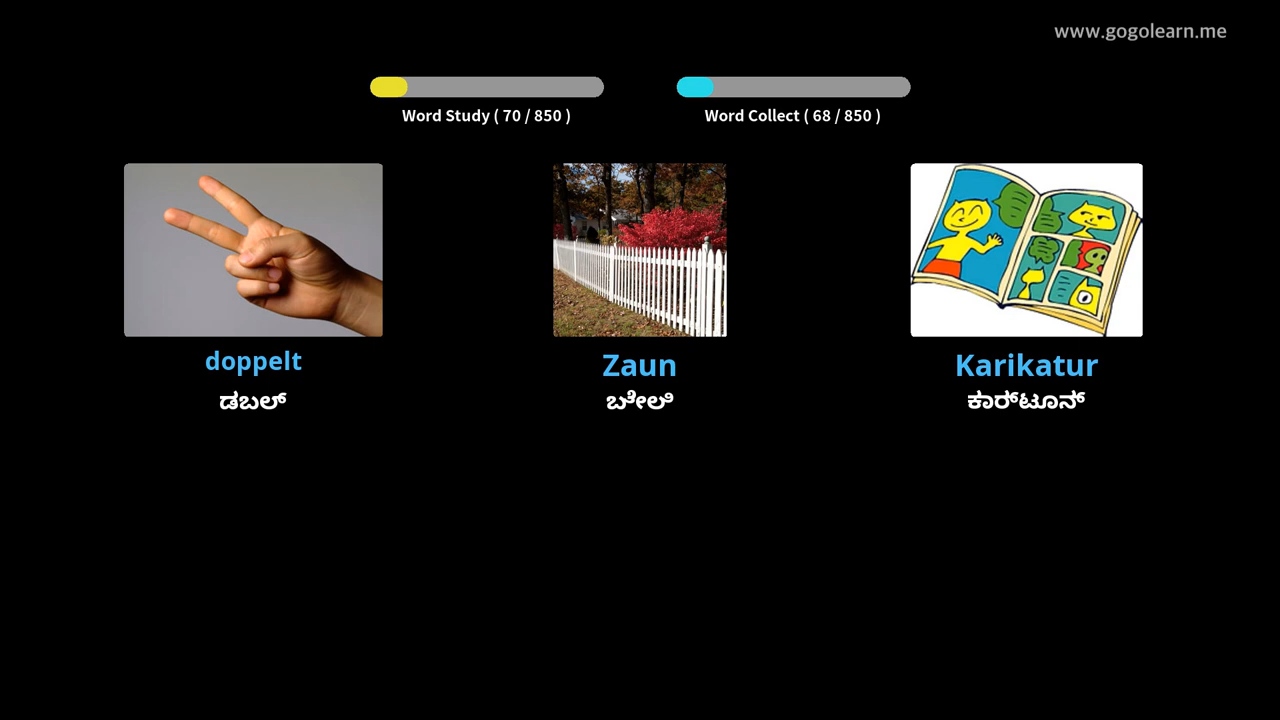 www.gogolearn.me
Word Study ( 70 / 850 )
Word Collect ( 68 / 850 )
doppelt
Zaun
Karikatur
ಡಬಲ್
ಬೇಲಿ
ಕಾರ್ಟೂನ್